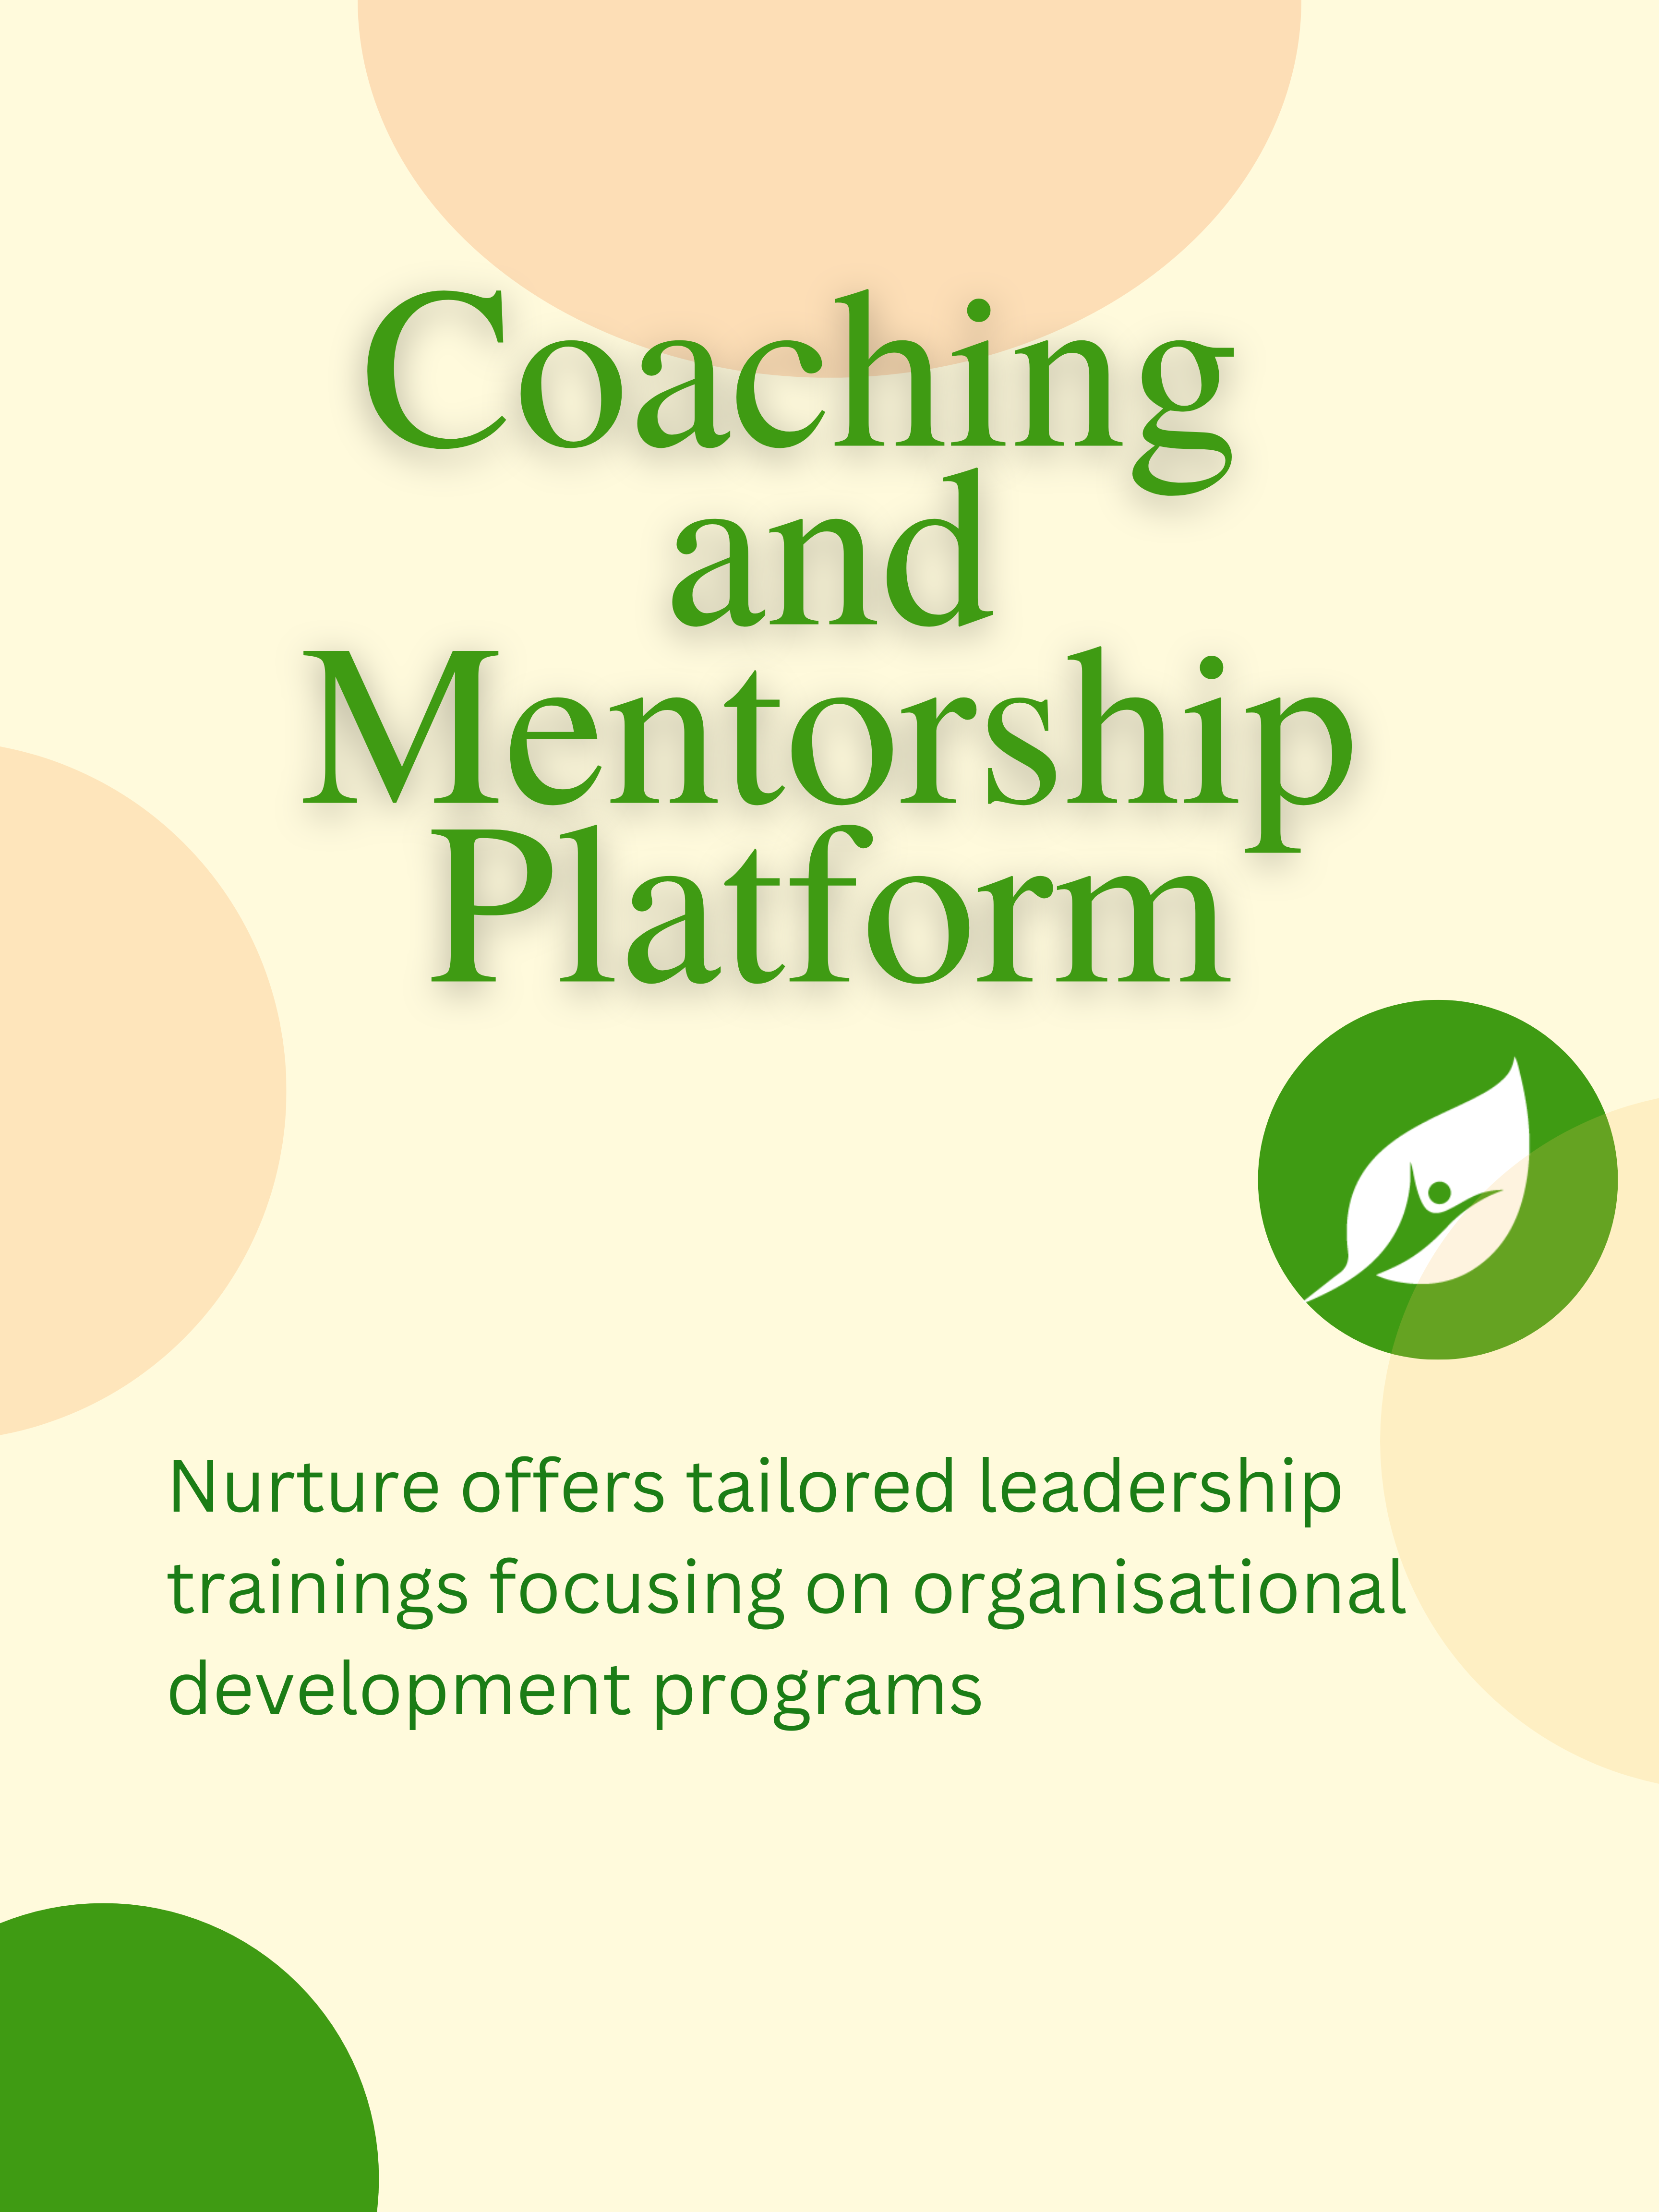 Coaching
and
Mentorship
Platform
Nurture offers tailored leadership
trainings focusing on organisational
development programs